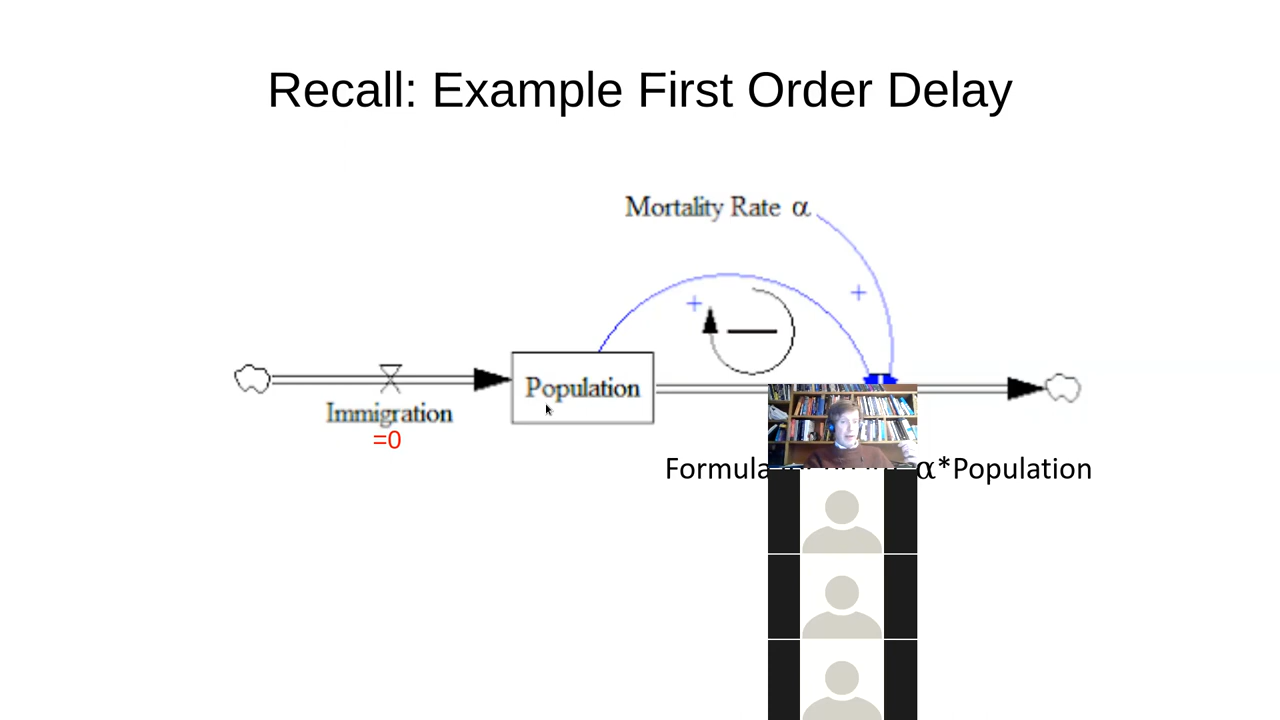 Recall: Example First Order Delay
Mortality Rate α
+
+
Population
Immigration
=0
Formula α*Population